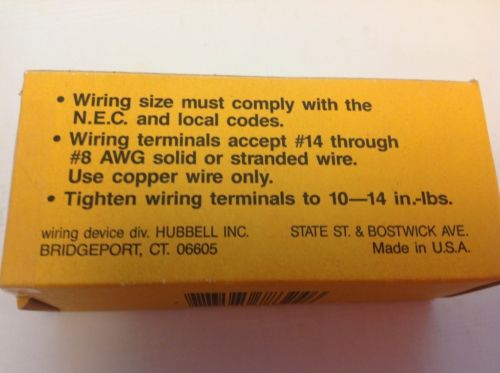 • Wiring size must comply with the
N.E.C. and local codes.
• Wiring terminals accept #14 through
#8 AWG solid or stranded wire.
Use copper wire only.
• Tighten wiring terminals to 10—14 in.-lbs.
wiring device div. HUBBELL INC. STATE ST. & BOSTWICK AVE.
BRIDGEPORT, CT. 06605 Made in U.S.A.